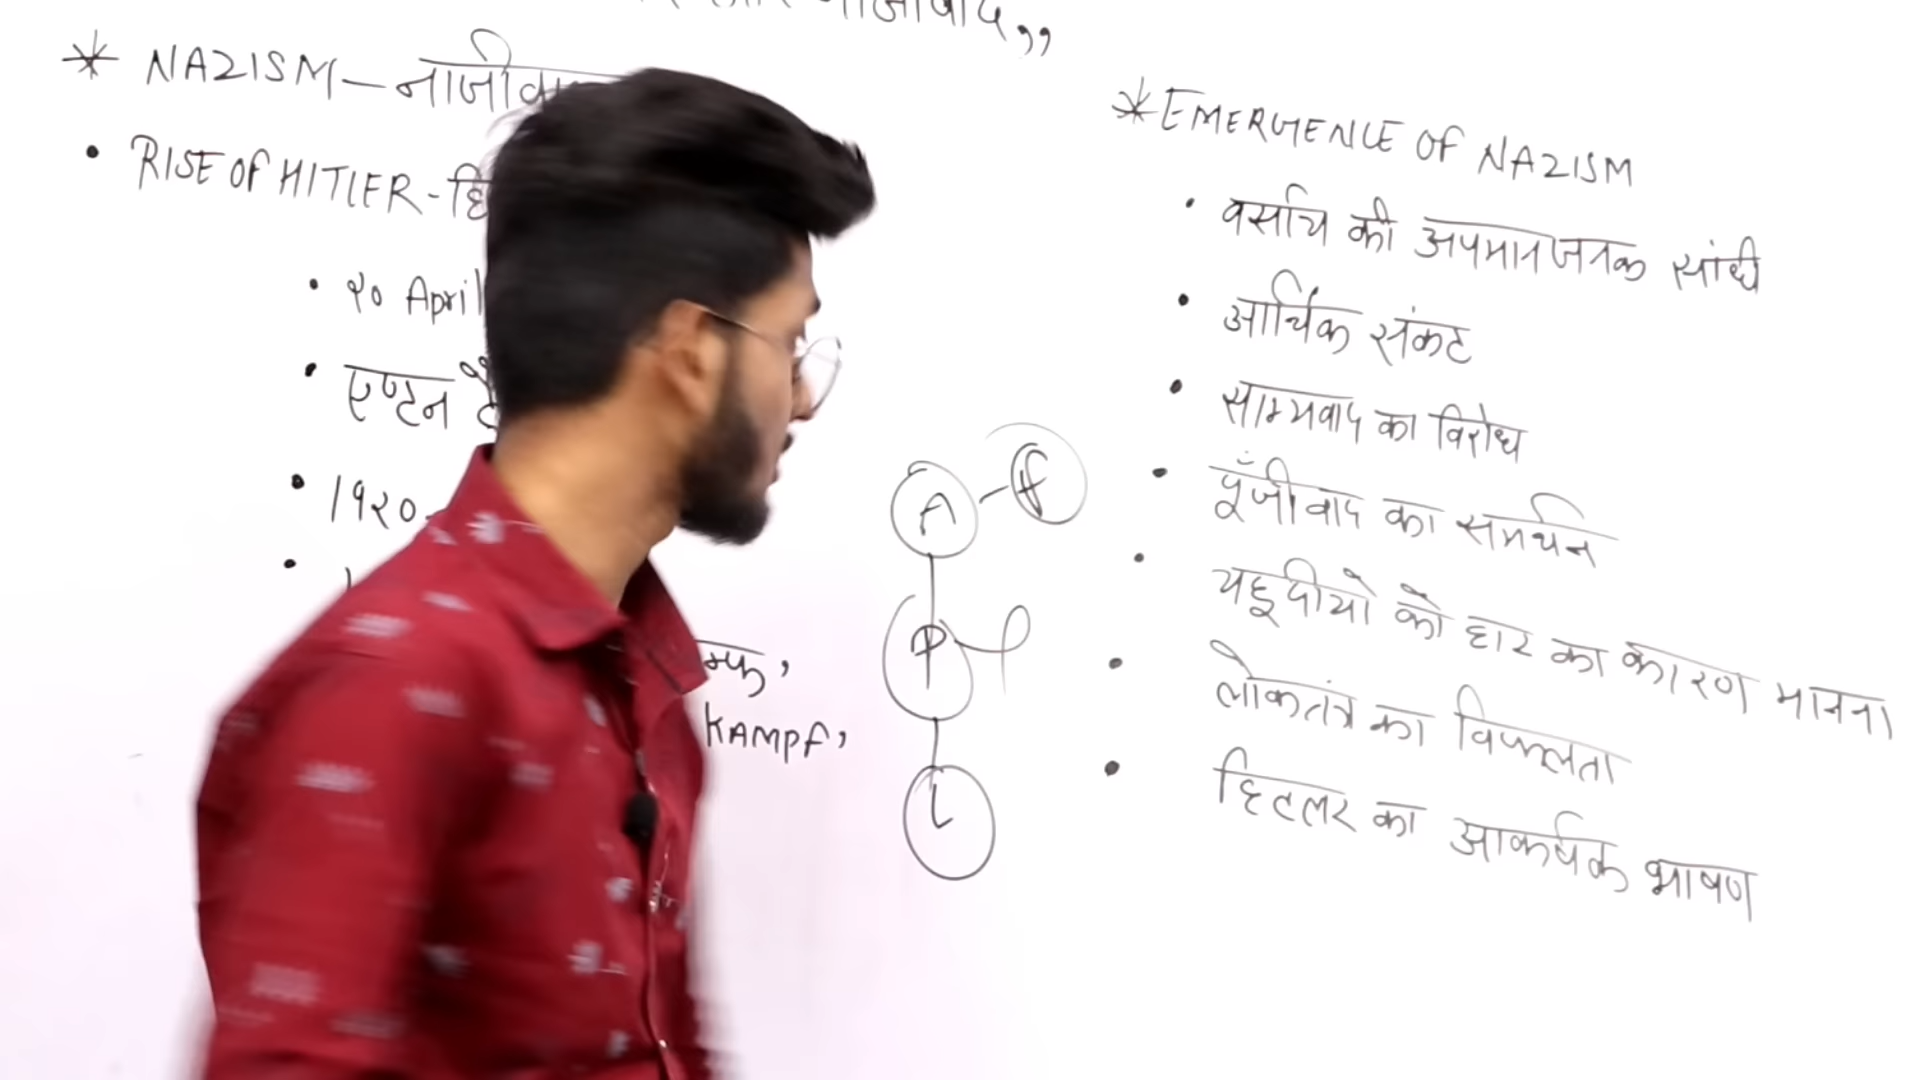 * NAZISM – नाजीवा
• RISE OF HITLER - हि
• २० April
• एण्टन
• 1९२०
म्फ,
KAMPF,
A – f
P
L
* EMERGENCE OF NAZISM
• वर्साय की अपमानजनक संधि
• आर्थिक संकट
• साम्यवाद का विरोध
• पूँजीवाद का समर्थन
• यहूदीयो को हार का कारण मानना
• लोकतंत्र का विफलता
• हिटलर का आकर्षक भाषण